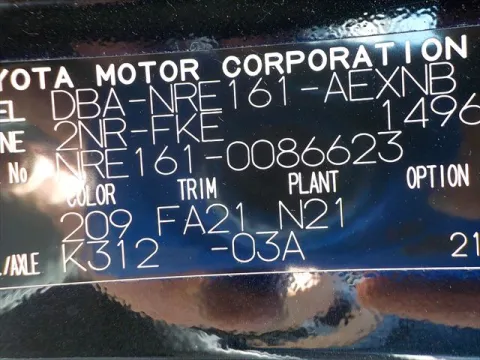 YOTA MOTOR CORPORATION
EL DBA-NRE161-AEXNB
NE 2NR-FKE 1496
No NRE161-0086623
COLOR TRIM PLANT OPTION
209 FA21 N21
/AXLE K312 -03A 21